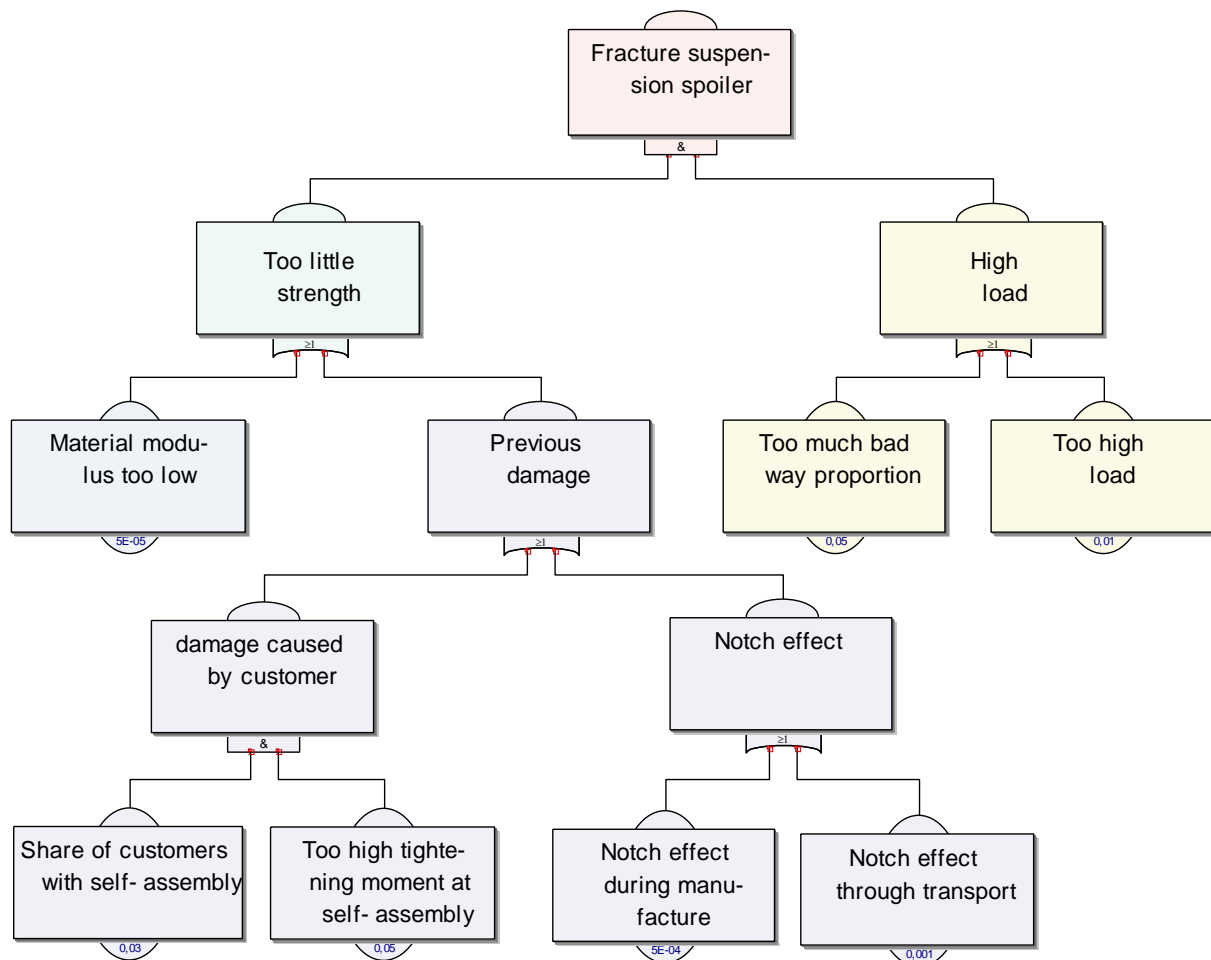 Fracture suspen-
sion spoiler
&
Too little
strength
≥1
High
load
≥1
Material modu-
lus too low
5E-05
Previous
damage
≥1
Too much bad
way proportion
0,05
Too high
load
0,01
damage caused
by customer
&
Notch effect
≥1
Share of customers
with self- assembly
0,03
Too high tighte-
ning moment at
self- assembly
0,05
Notch effect
during manu-
facture
5E-04
Notch effect
through transport
0,001